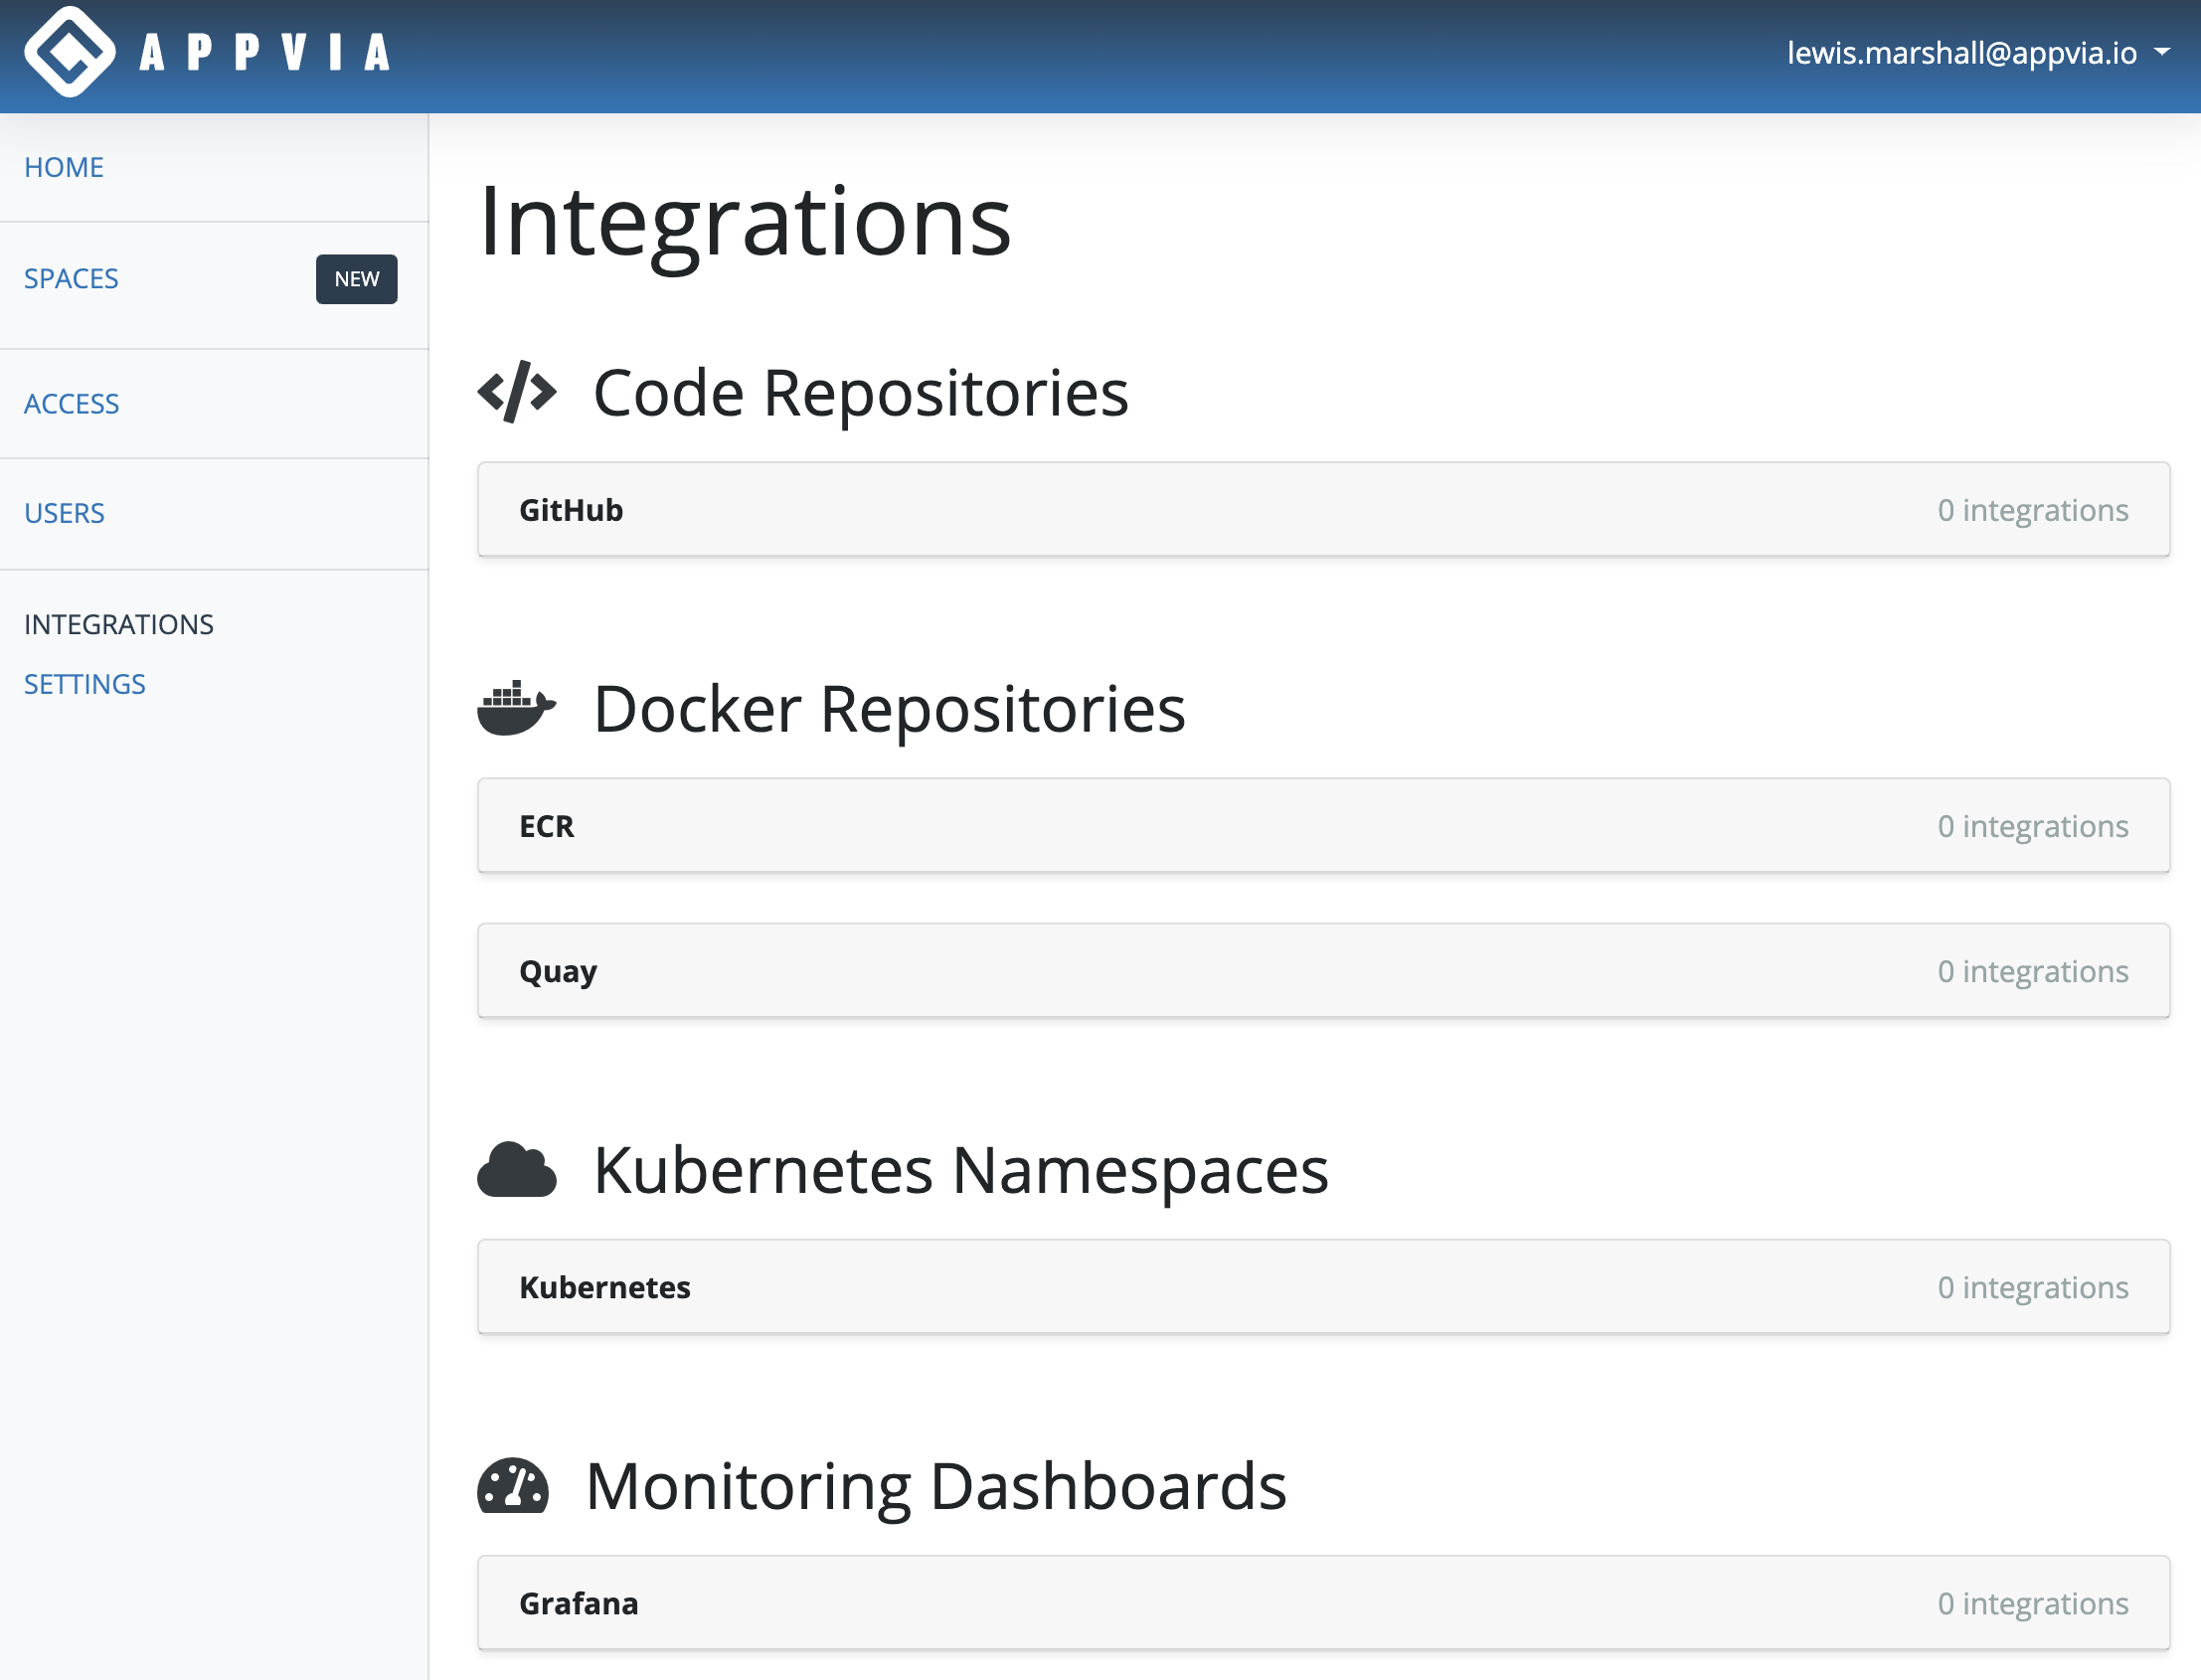 APPVIA
lewis.marshall@appvia.io
HOME
SPACES
NEW
ACCESS
USERS
INTEGRATIONS
SETTINGS
Integrations
Code Repositories
GitHub 0 integrations
Docker Repositories
ECR 0 integrations
Quay 0 integrations
Kubernetes Namespaces
Kubernetes 0 integrations
Monitoring Dashboards
Grafana 0 integrations